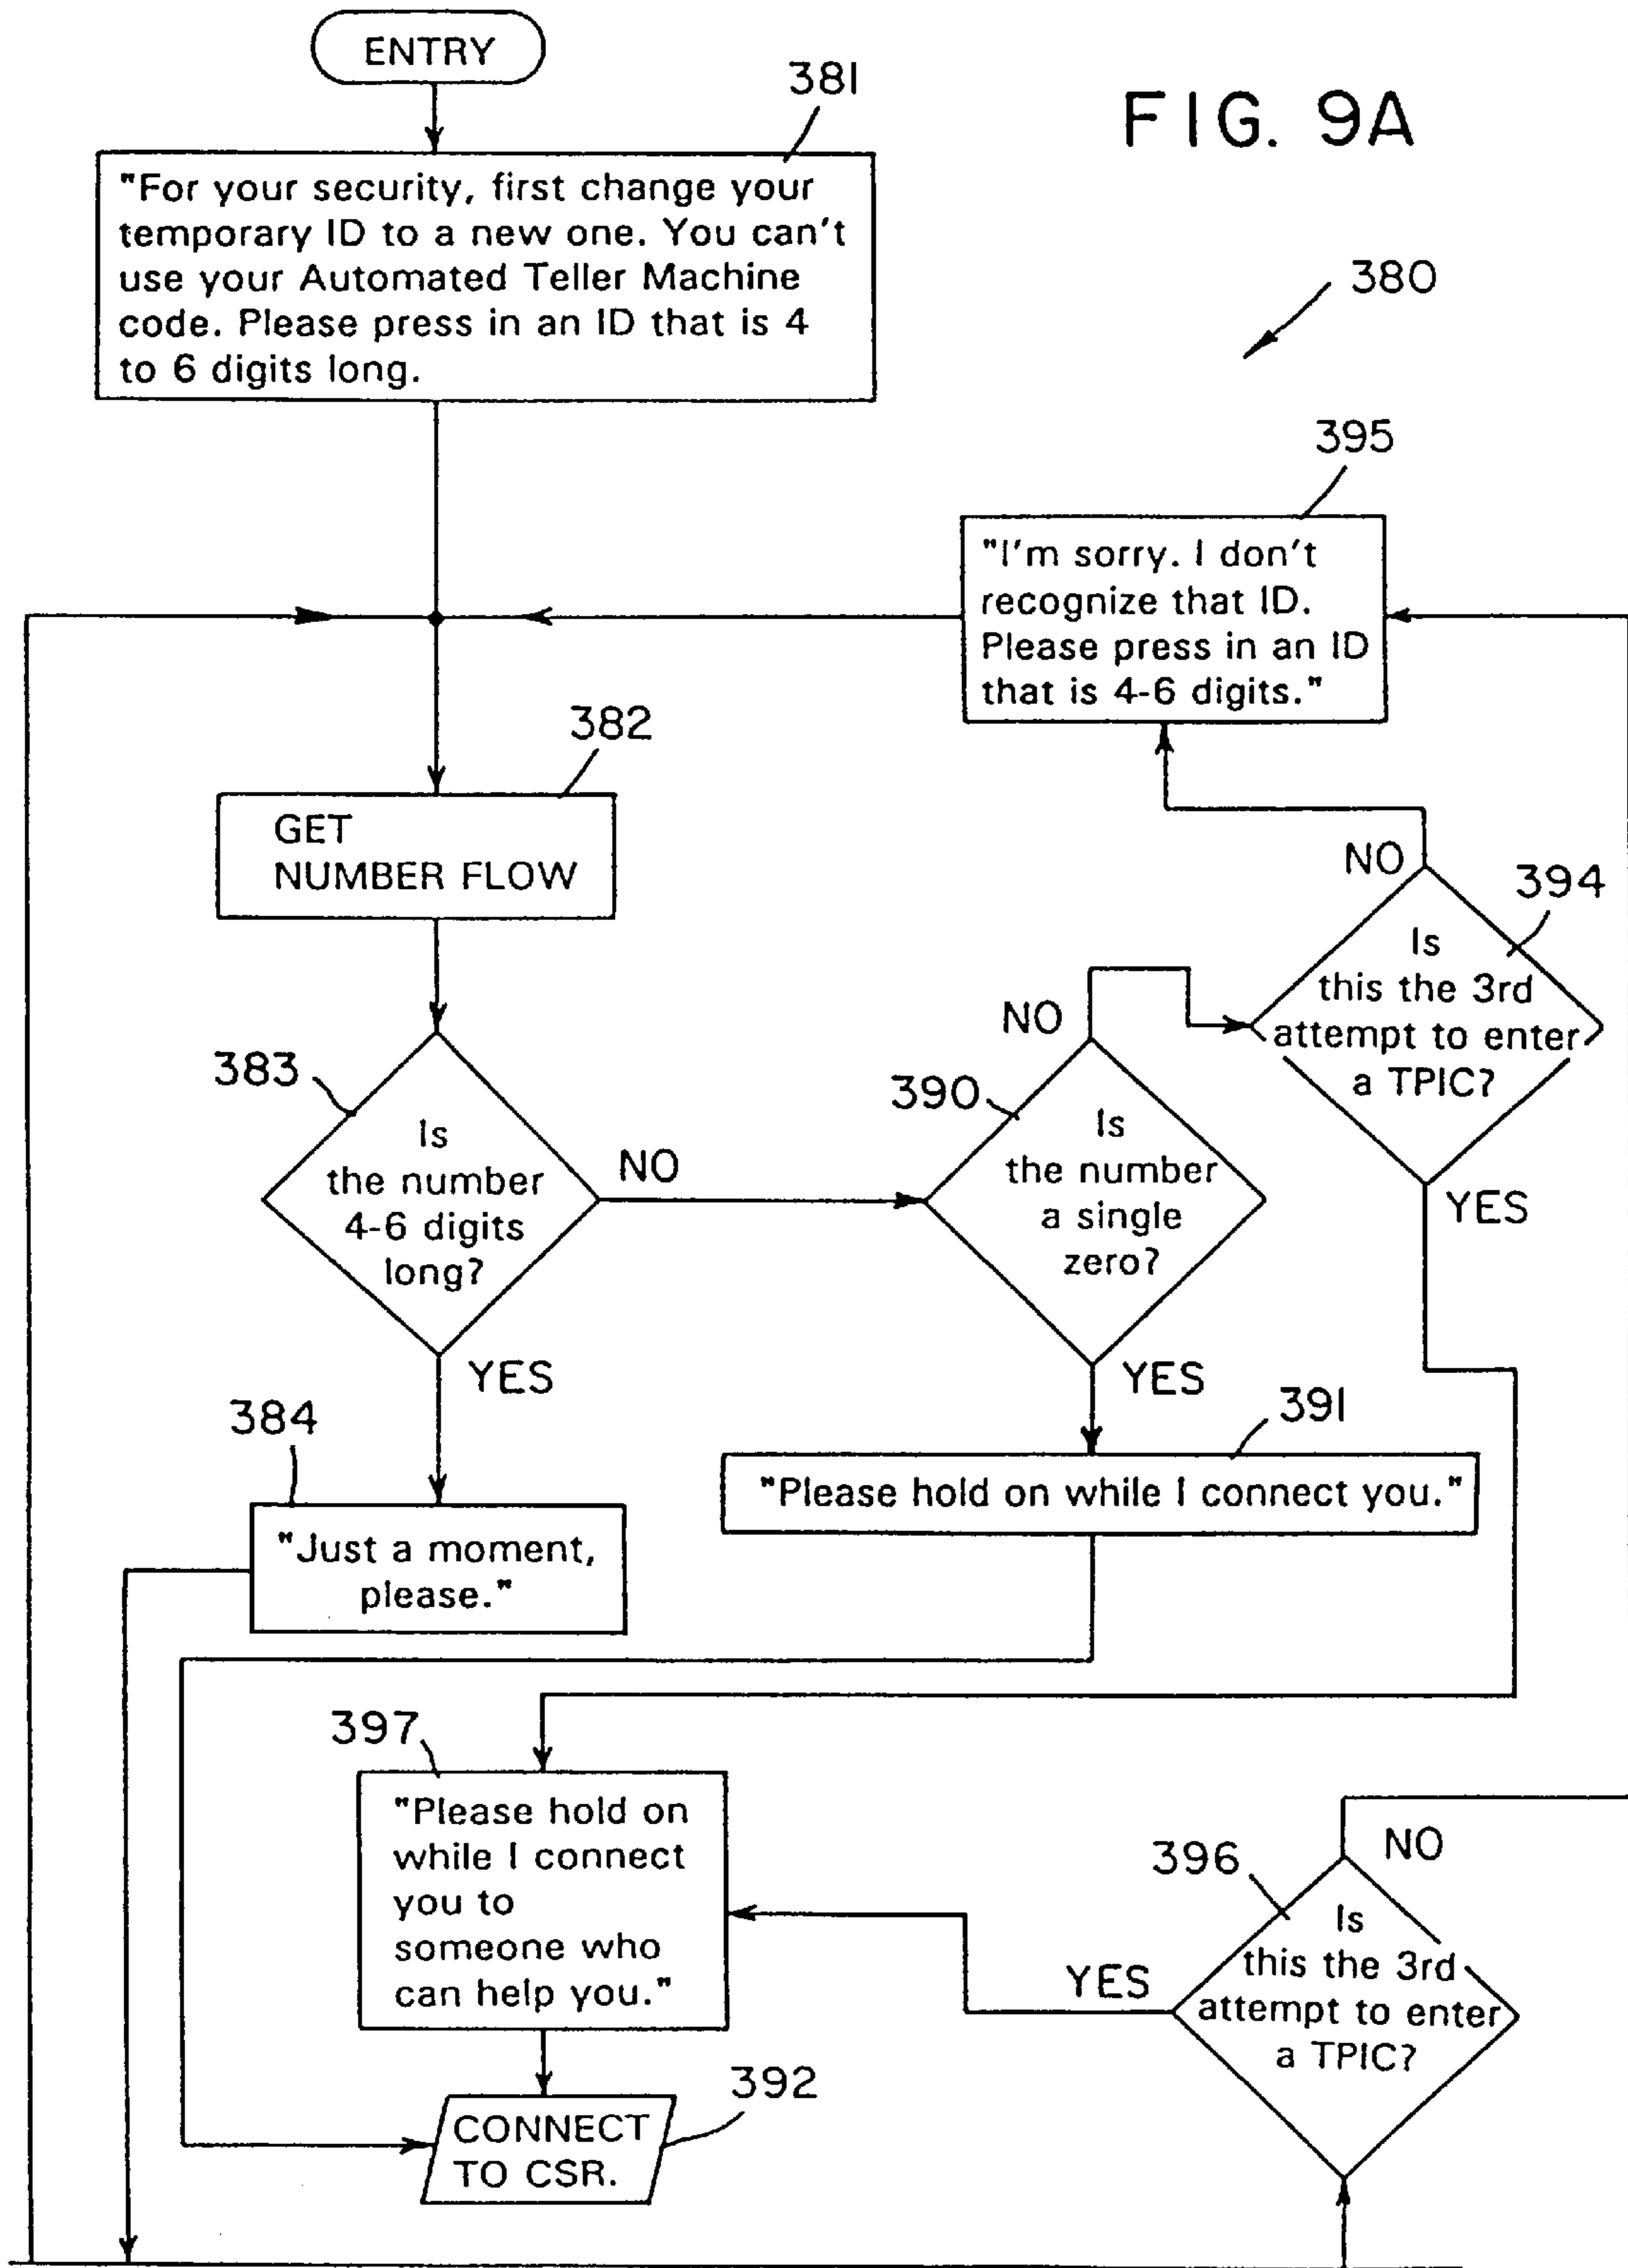 ENTRY
381
FIG. 9A
"For your security, first change your
temporary ID to a new one. You can't
use your Automated Teller Machine
code. Please press in an ID that is 4
to 6 digits long.
380
395
"I'm sorry. I don't
recognize that ID.
Please press in an ID
that is 4-6 digits."
382
GET
NUMBER FLOW
NO
394
Is
this the 3rd
attempt to enter
a TPIC?
YES
383
Is
the number
4-6 digits
long?
NO
YES
390
NO
Is
the number
a single
zero?
YES
384
"Just a moment,
please."
391
"Please hold on while I connect you."
397
"Please hold on
while I connect
you to
someone who
can help you."
396
NO
Is
this the 3rd
attempt to enter
a TPIC?
YES
392
CONNECT
TO CSR.